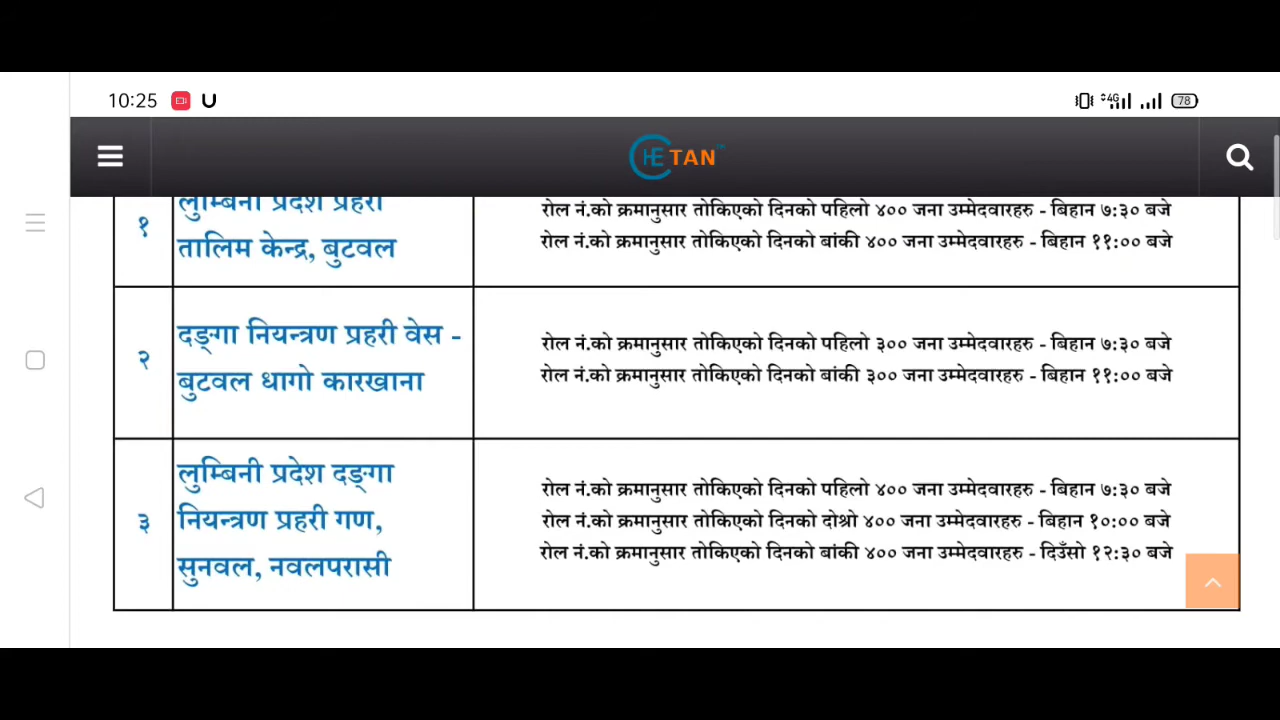 10:25
4G
78
CHETAN
१
लुम्बिनी प्रदेश प्रहरी
तालिम केन्द्र, बुटवल
रोल नं.को क्रमानुसार तोकिएको दिनको पहिलो ४०० जना उम्मेदवारहरु - बिहान ७:३० बजे
रोल नं.को क्रमानुसार तोकिएको दिनको बांकी ४०० जना उम्मेदवारहरु - बिहान ११:०० बजे
२
दङ्गा नियन्त्रण प्रहरी वेस -
बुटवल धागो कारखाना
रोल नं.को क्रमानुसार तोकिएको दिनको पहिलो ३०० जना उम्मेदवारहरु - बिहान ७:३० बजे
रोल नं.को क्रमानुसार तोकिएको दिनको बांकी ३०० जना उम्मेदवारहरु - बिहान ११:०० बजे
३
लुम्बिनी प्रदेश दङ्गा
नियन्त्रण प्रहरी गण,
सुनवल, नवलपरासी
रोल नं.को क्रमानुसार तोकिएको दिनको पहिलो ४०० जना उम्मेदवारहरु - बिहान ७:३० बजे
रोल नं.को क्रमानुसार तोकिएको दिनको दोश्रो ४०० जना उम्मेदवारहरु - बिहान १०:०० बजे
रोल नं.को क्रमानुसार तोकिएको दिनको बांकी ४०० जना उम्मेदवारहरु - दिउँसो १२:३० बजे